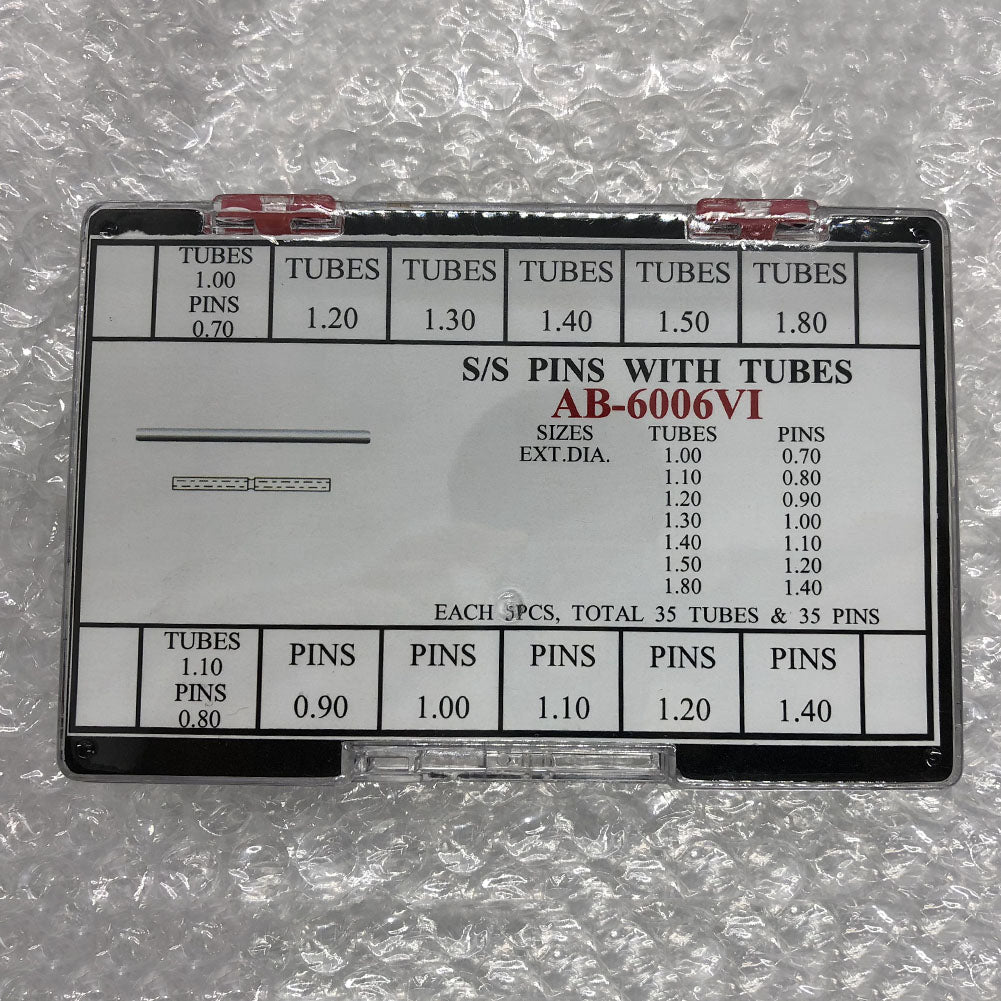 TUBES
1.00
PINS
0.70
TUBES
1.20
TUBES
1.30
TUBES
1.40
TUBES
1.50
TUBES
1.80
S/S PINS WITH TUBES
AB-6006VI
SIZES TUBES PINS
EXT.DIA. 1.00 0.70
1.10 0.80
1.20 0.90
1.30 1.00
1.40 1.10
1.50 1.20
1.80 1.40
EACH 5PCS, TOTAL 35 TUBES & 35 PINS
TUBES
1.10
PINS
0.80
PINS
0.90
PINS
1.00
PINS
1.10
PINS
1.20
PINS
1.40